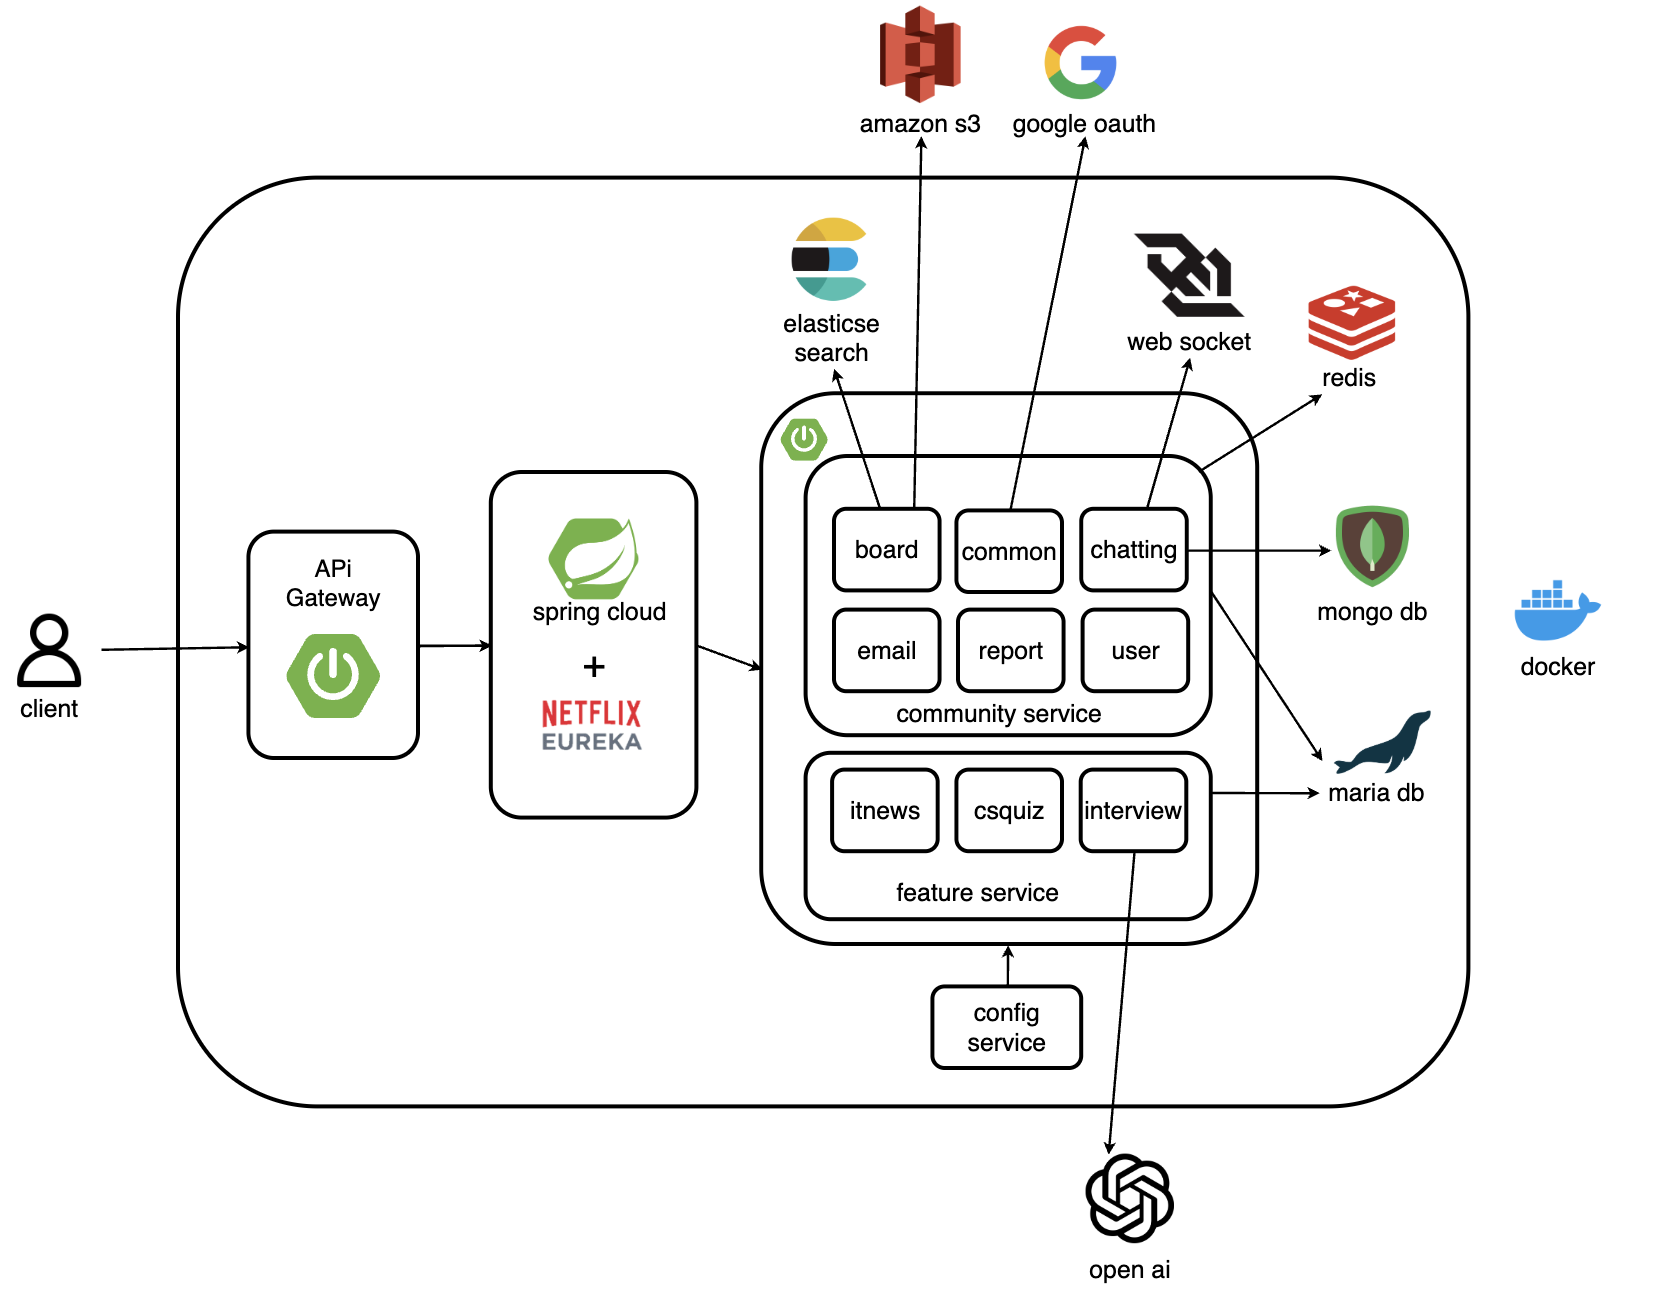 amazon s3
google oauth
elasticse
search
web socket
redis
APi
Gateway
spring cloud
+
NETFLIX
EUREKA
board
common
chatting
mongo db
email
report
user
docker
client
community service
maria db
itnews
csquiz
interview
feature service
config
service
open ai